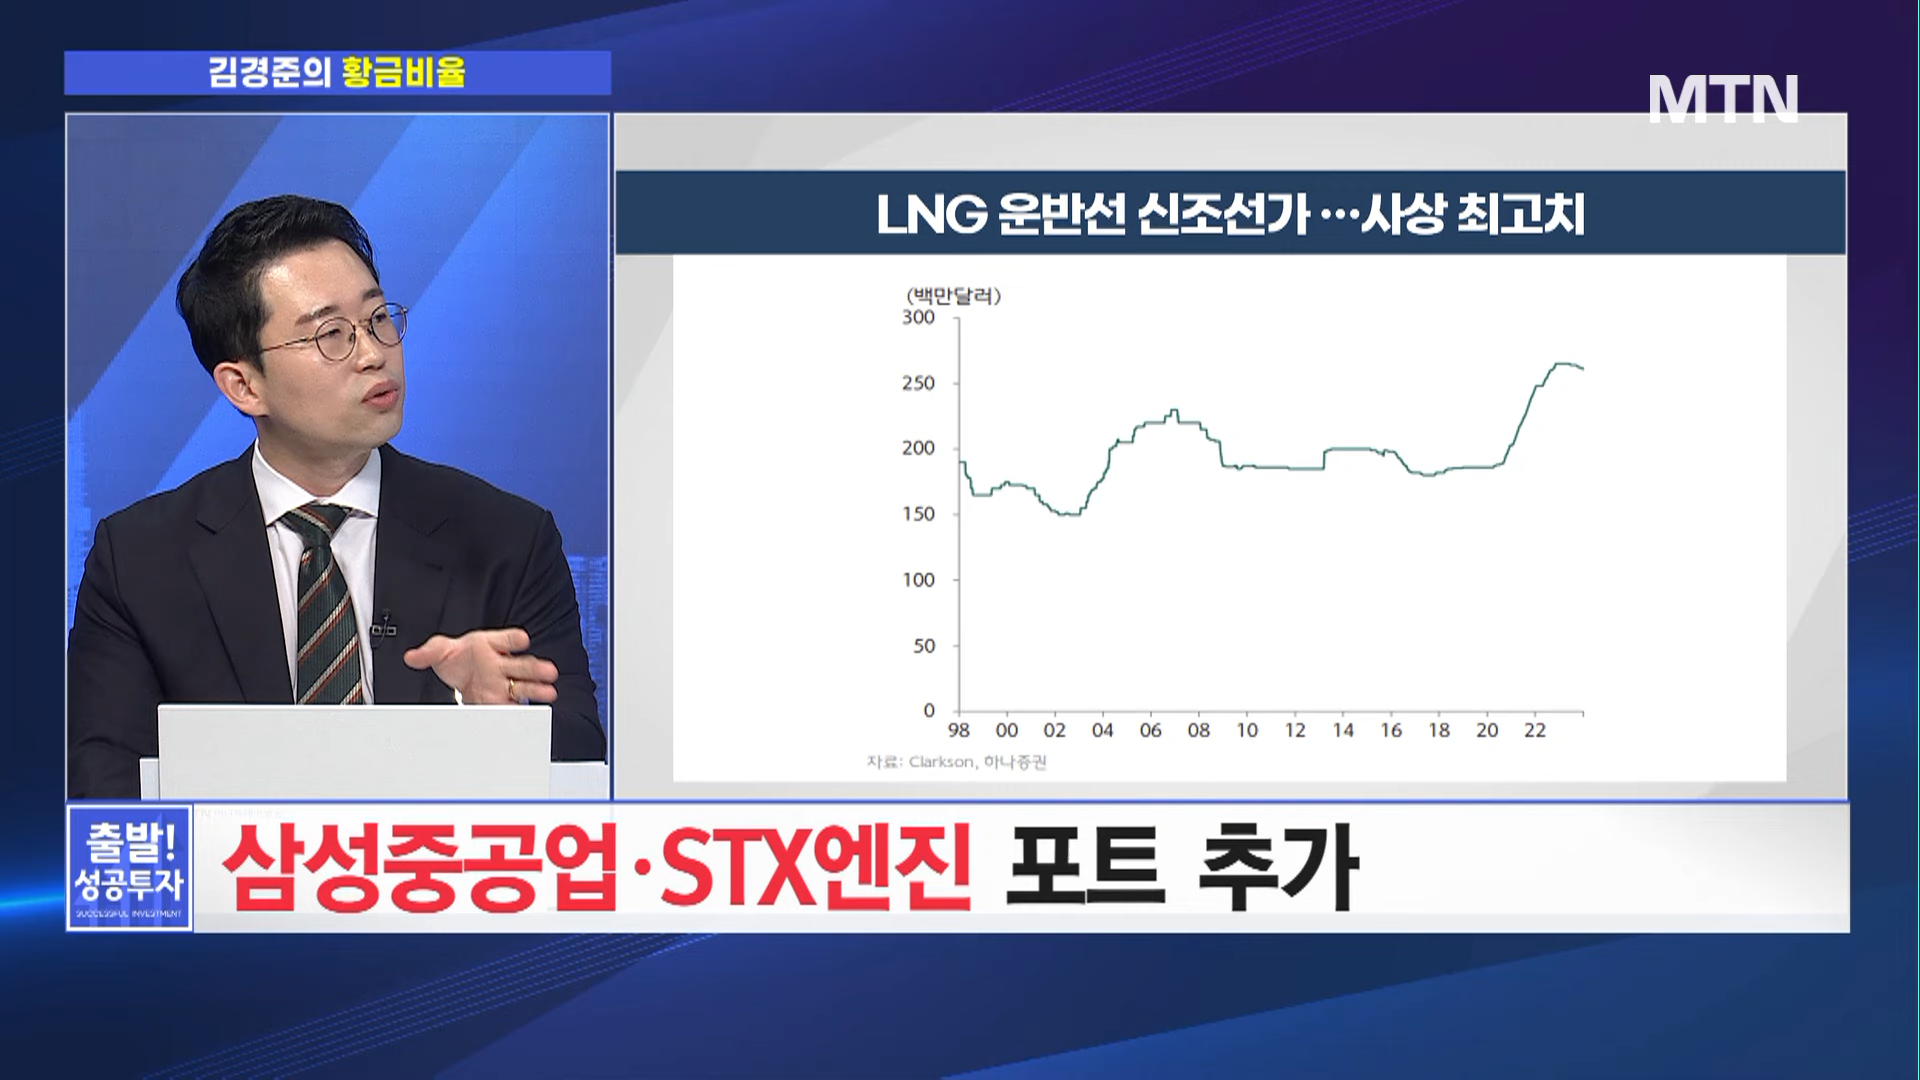 김경준의 황금비율
MTN
LNG 운반선 신조선가 …사상 최고치
(백만달러)
300
250
200
150
100
50
0
98 00 02 04 06 08 10 12 14 16 18 20 22
자료: Clarkson, 하나증권
출발!
성공투자
SUCCESSFUL INVESTMENT
삼성중공업·STX엔진 포트 추가